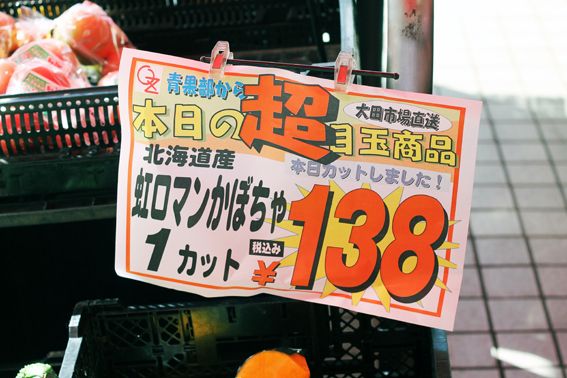 OZ
青果部から
大田市場直送
本日の超目玉商品
北海道産
本日カットしました！
虹ロマンかぼちゃ
1カット
税込み
¥138